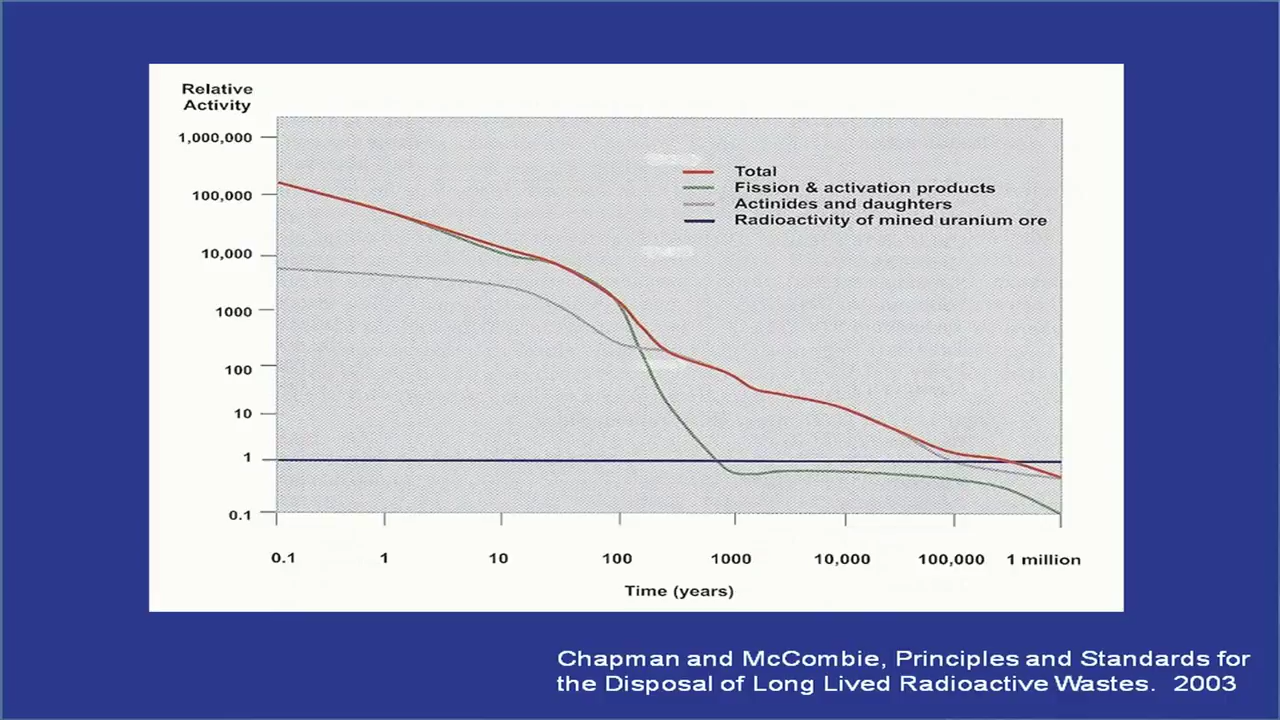 Relative
Activity
1,000,000
100,000
10,000
1000
100
10
1
0.1
Total
Fission & activation products
Actinides and daughters
Radioactivity of mined uranium ore
0.1 1 10 100 1000 10,000 100,000 1 million
Time (years)
Chapman and McCombie, Principles and Standards for
the Disposal of Long Lived Radioactive Wastes. 2003